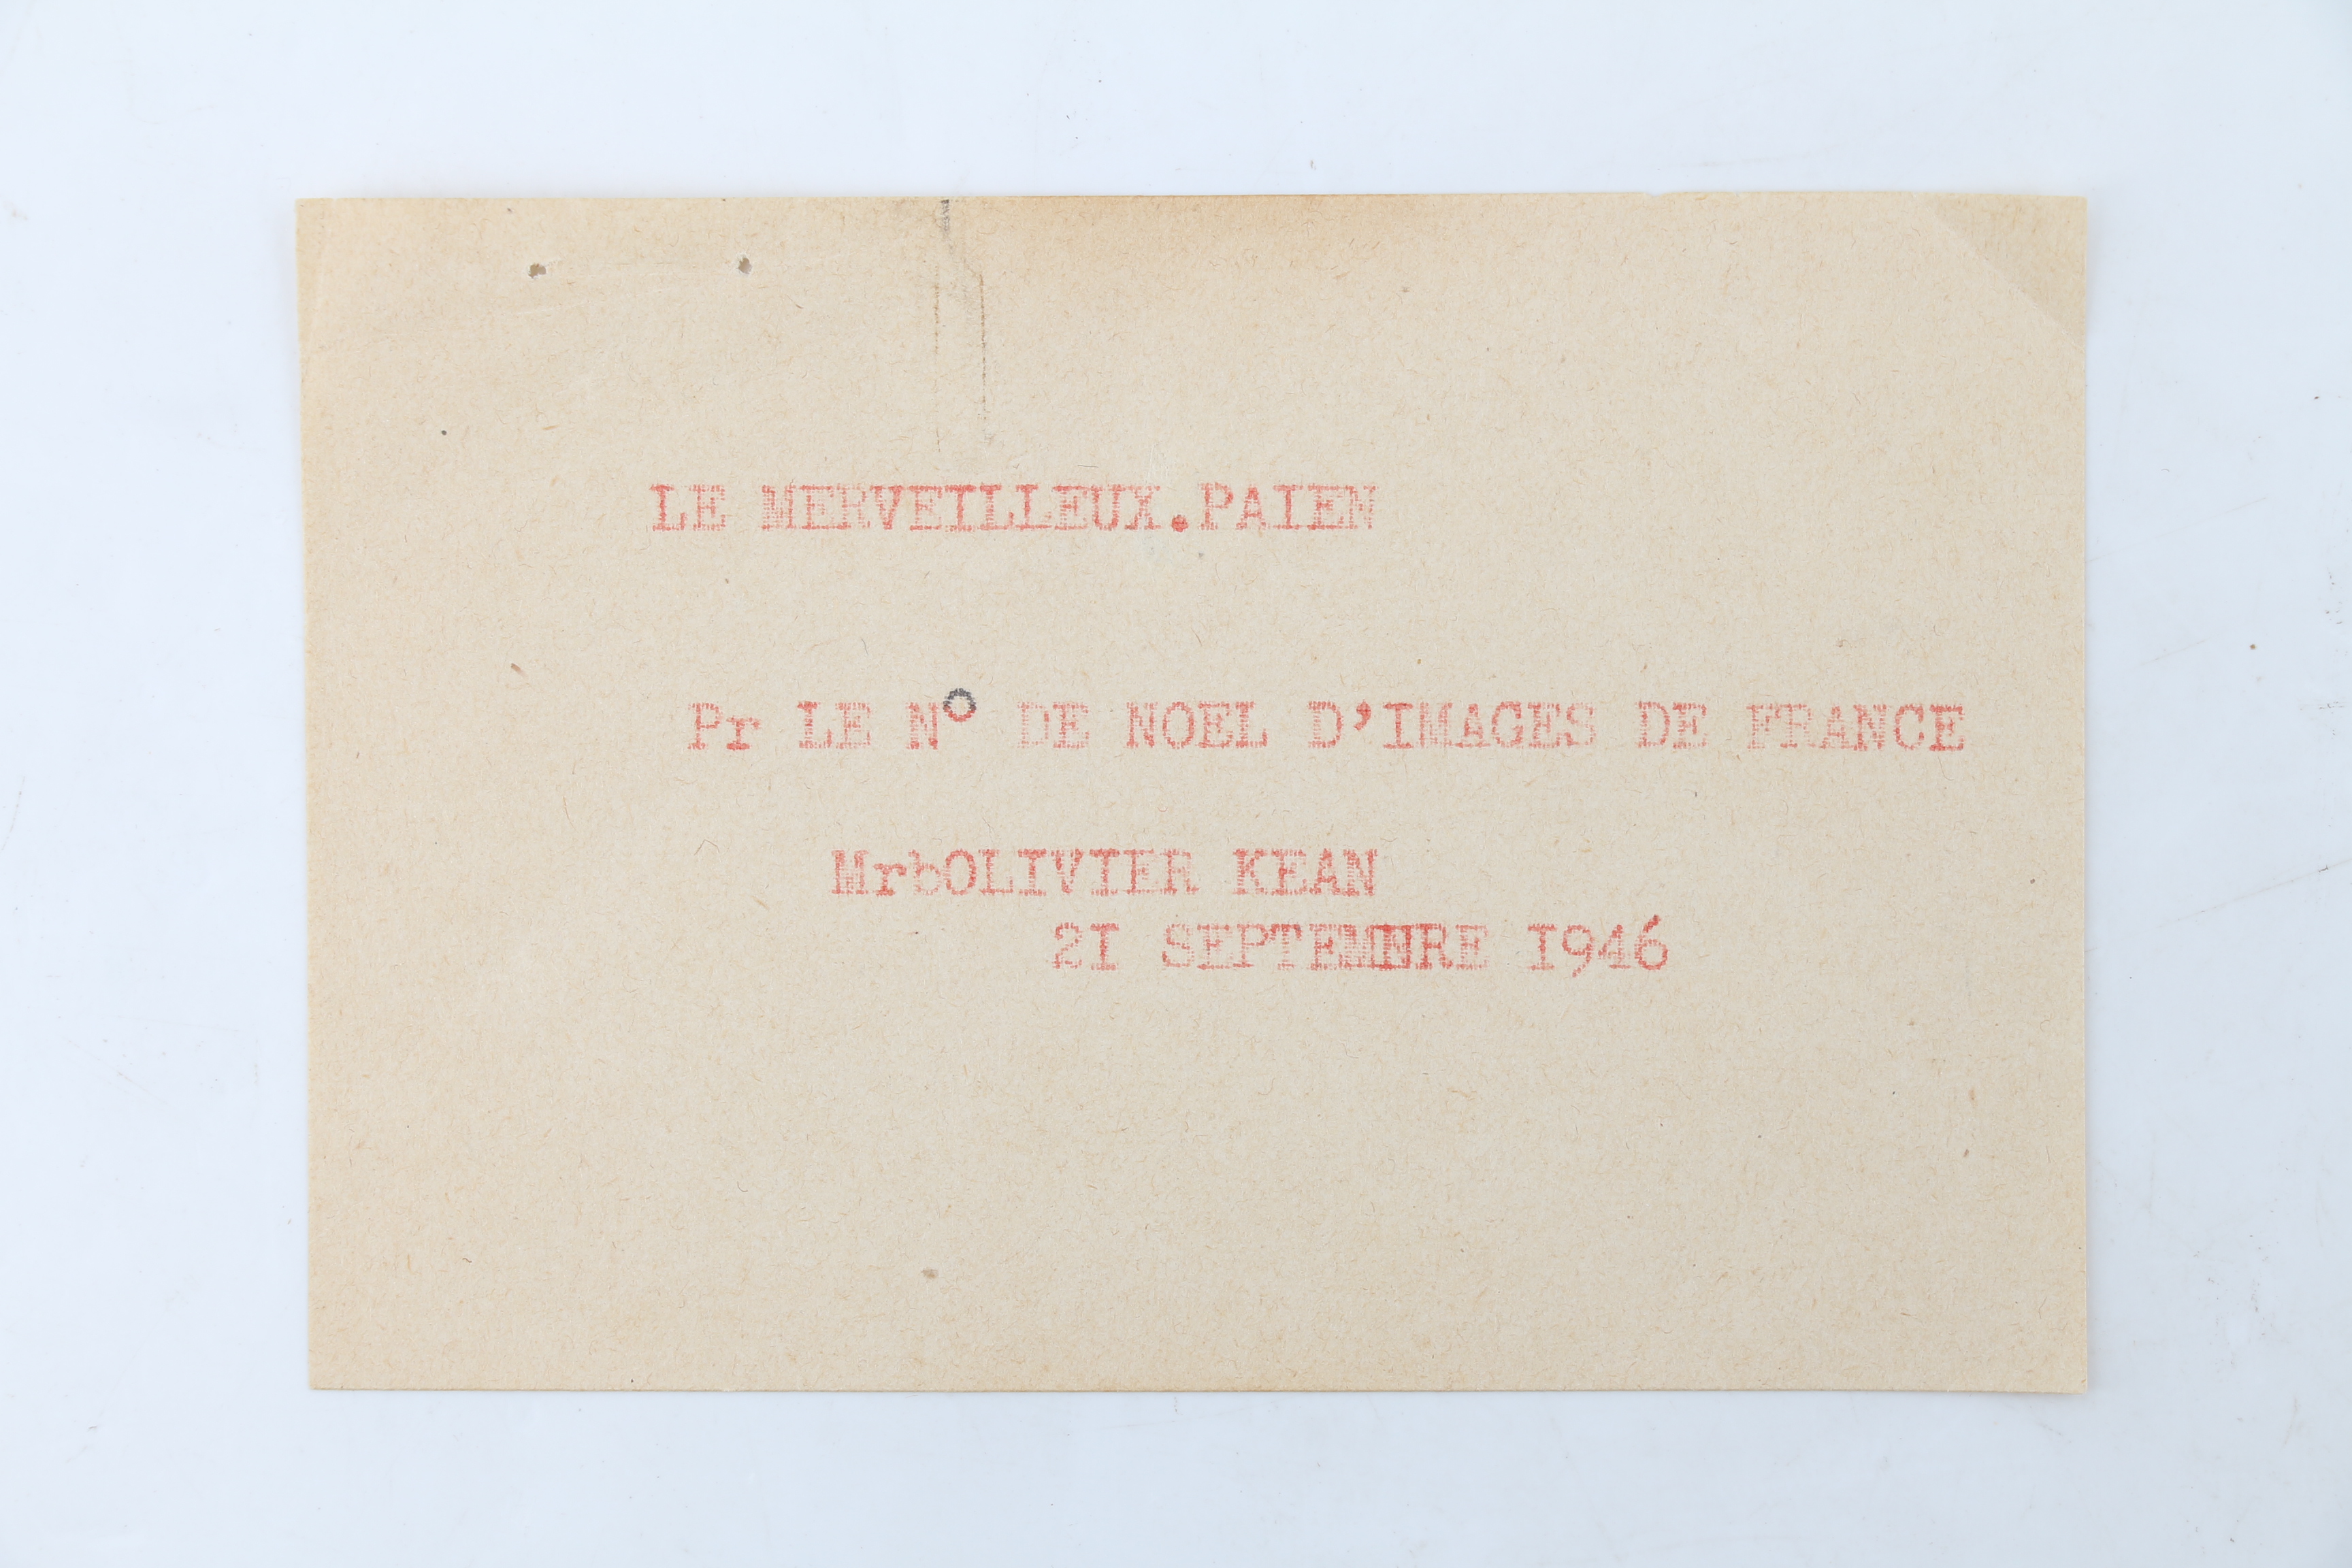 LE MERVEILLEUX.PAIEN
Pr LE N° DE NOEL D'IMAGES DE FRANCE
MrbOLIVIER KEAN
2I SEPTEMNRE I946